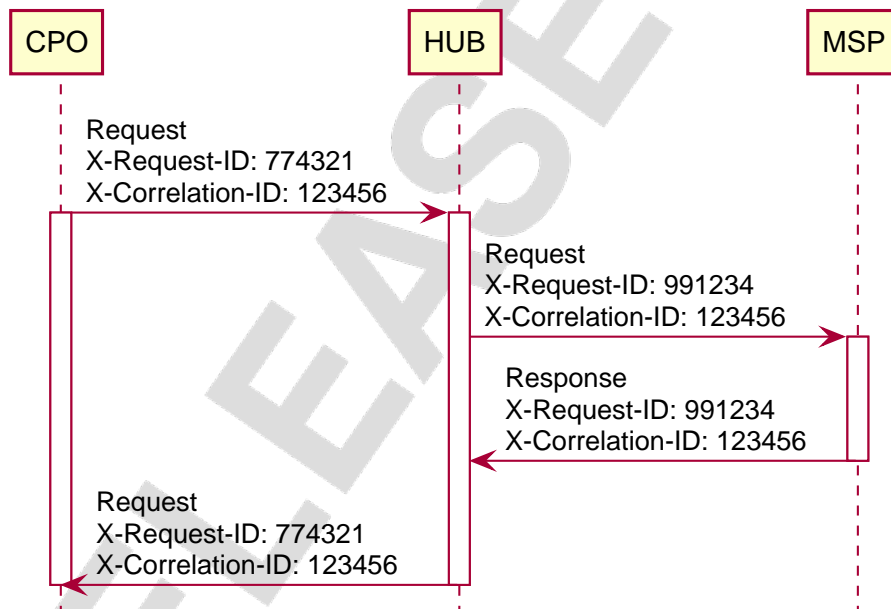 CPO
HUB
MSP
Request
X-Request-ID: 774321
X-Correlation-ID: 123456
Request
X-Request-ID: 991234
X-Correlation-ID: 123456
Response
X-Request-ID: 991234
X-Correlation-ID: 123456
Request
X-Request-ID: 774321
X-Correlation-ID: 123456
ELEASE